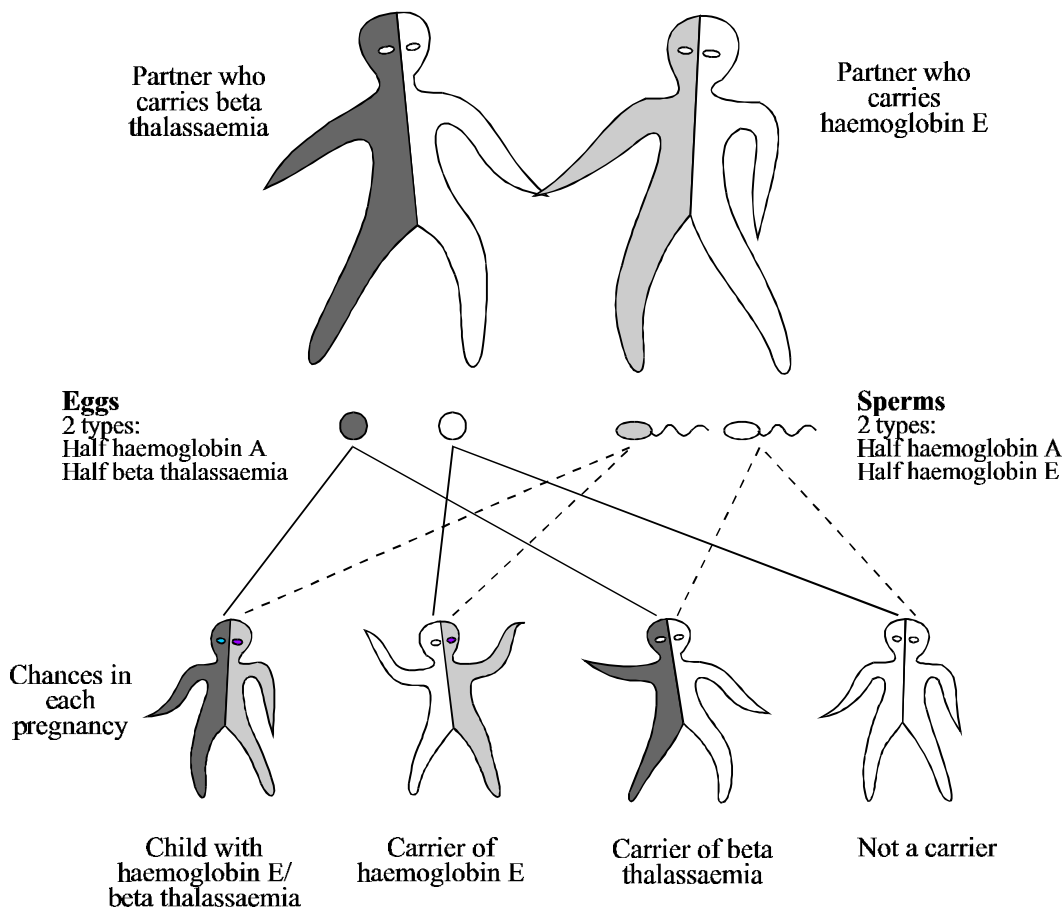 Partner who
carries beta
thalassaemia
Partner who
carries
haemoglobin E
Eggs
2 types:
Half haemoglobin A
Half beta thalassaemia
Sperms
2 types:
Half haemoglobin A
Half haemoglobin E
Chances in
each
pregnancy
Child with
haemoglobin E/
beta thalassaemia
Carrier of
haemoglobin E
Carrier of beta
thalassaemia
Not a carrier